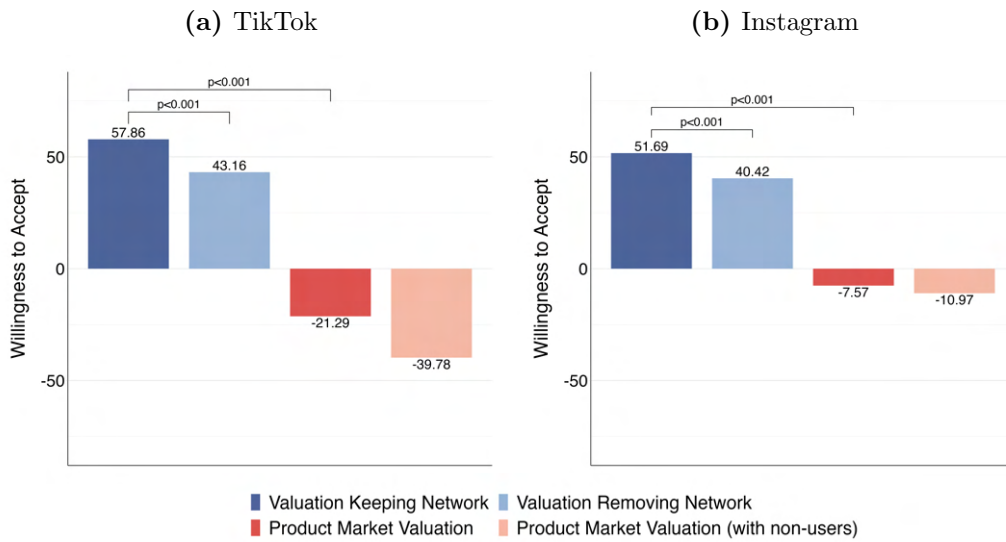 (a) TikTok
(b) Instagram
p<0.001
p<0.001
57.86
43.16
-21.29
-39.78
50
0
-50
Willingness to Accept
p<0.001
p<0.001
51.69
40.42
-7.57
-10.97
50
0
-50
Willingness to Accept
Valuation Keeping Network
Valuation Removing Network
Product Market Valuation
Product Market Valuation (with non-users)